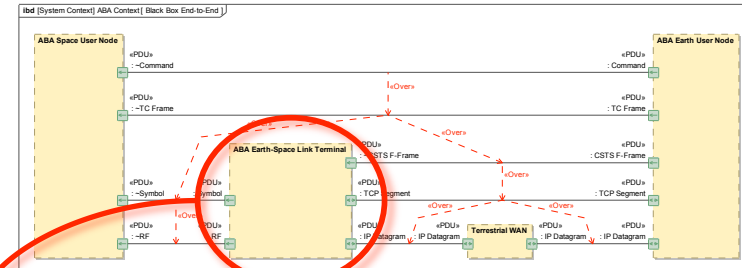 ibd [System Context] ABA Context[ Black Box End-to-End ]
ABA Space User Node
ABA Earth User Node
«PDU»
: ~Command
«PDU»
: Command
«Over»
«PDU»
: ~TC Frame
«PDU»
: TC Frame
«Over»
«Over»
ABA Earth-Space Link Terminal
«PDU»
: ~CSTS F-Frame
«PDU»
: CSTS F-Frame
«Over»
«PDU»
: ~Symbol
«PDU»
: Symbol
«PDU»
: TCP Segment
«PDU»
: TCP Segment
«Over»
«Over»
«Over»
«PDU»
: ~RF
«PDU»
: RF
«PDU»
: IP Datagram
«PDU»
: IP Datagram
Terrestrial WAN
«PDU»
: IP Datagram
«PDU»
: IP Datagram